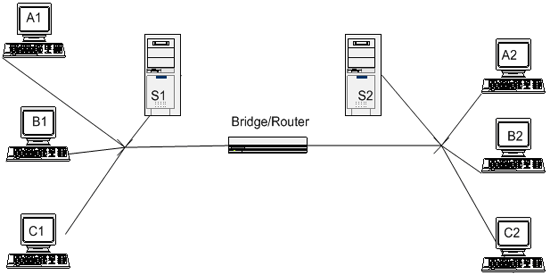 A1
S1
S2
A2
B1
Bridge/Router
B2
C1
C2